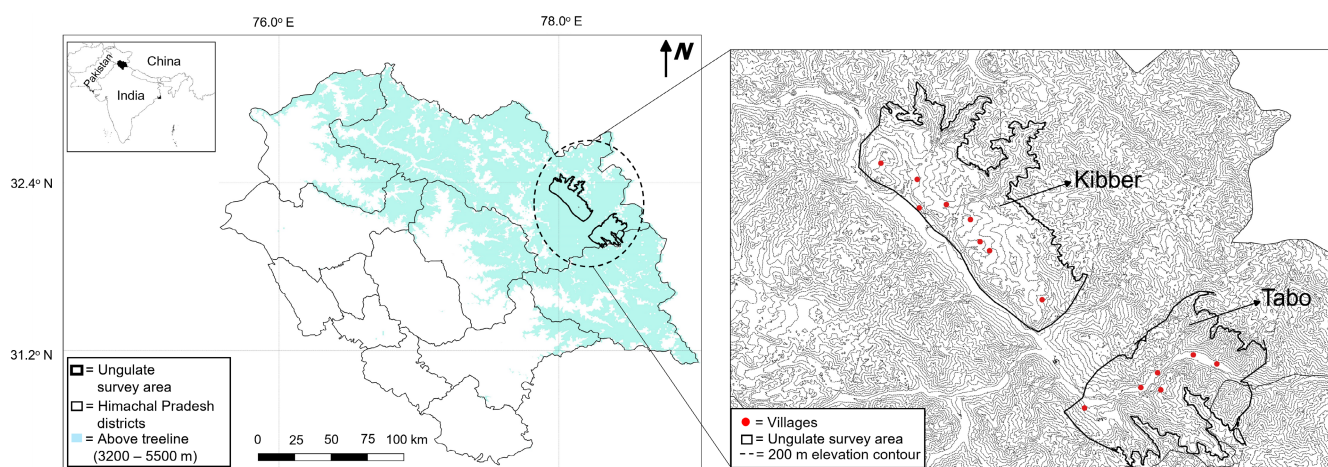 76.0° E
78.0° E
N
China
Pakistan
India
32.4° N
31.2° N
= Ungulate
survey area
= Himachal Pradesh
districts
= Above treeline
(3200 – 5500 m)
0 25 50 75 100 km
Kibber
Tabo
= Villages
= Ungulate survey area
= 200 m elevation contour